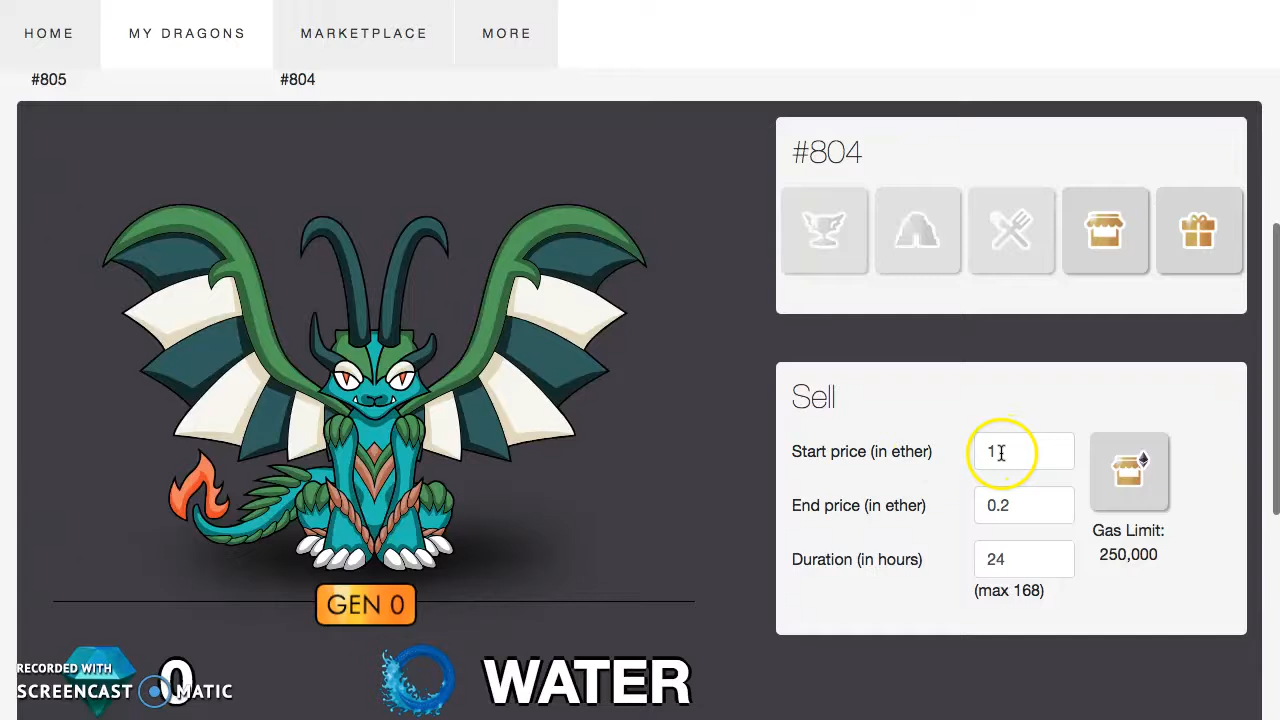 HOME
MY DRAGONS
MARKETPLACE
MORE
#805
#804
#804
Sell
Start price (in ether)
1
End price (in ether)
0.2
Duration (in hours)
24
(max 168)
Gas Limit:
250,000
GEN 0
0
WATER
RECORDED WITH
SCREENCAST MATIC